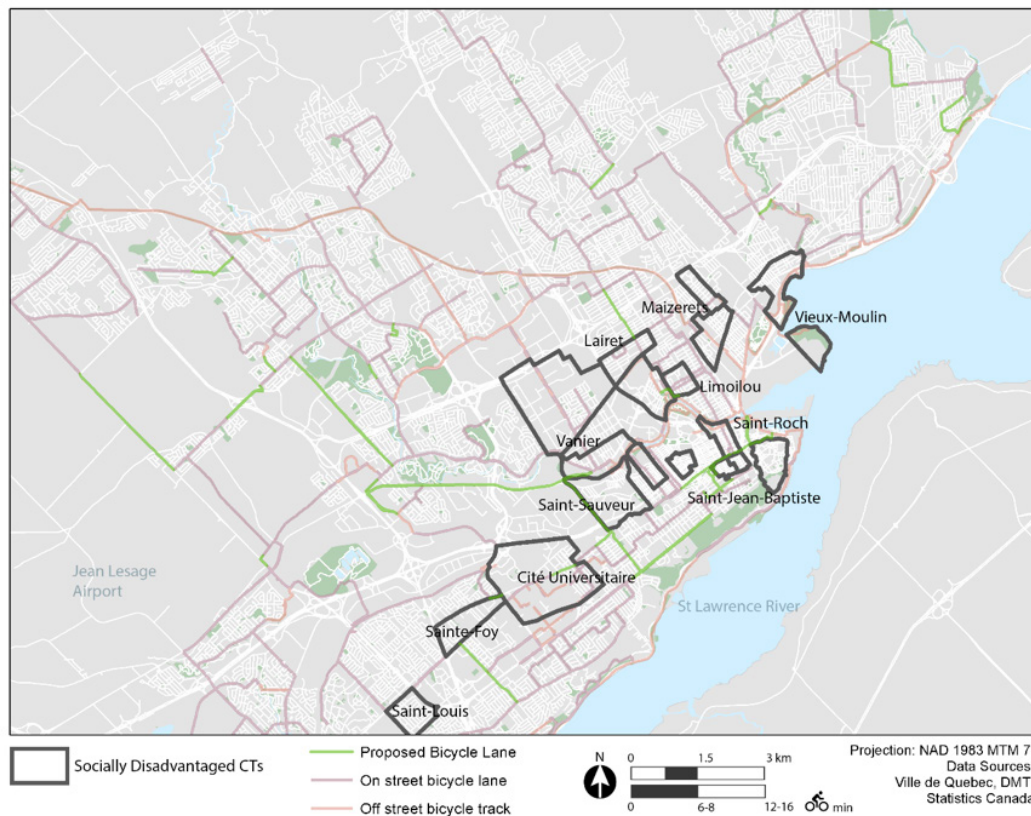 Maizerets
Vieux-Moulin
Lairet
Limoilou
Saint-Roch
Vanier
Saint-Sauveur
Saint-Jean-Baptiste
Jean Lesage
Airport
Cité Universitaire
St Lawrence River
Sainte-Foy
Saint-Louis
Socially Disadvantaged CTs
Proposed Bicycle Lane
On street bicycle lane
Off street bicycle track
N
0 1.5 3 km
0 6-8 12-16 min
Projection: NAD 1983 MTM 7
Data Sources
Ville de Quebec, DMT
Statistics Canada